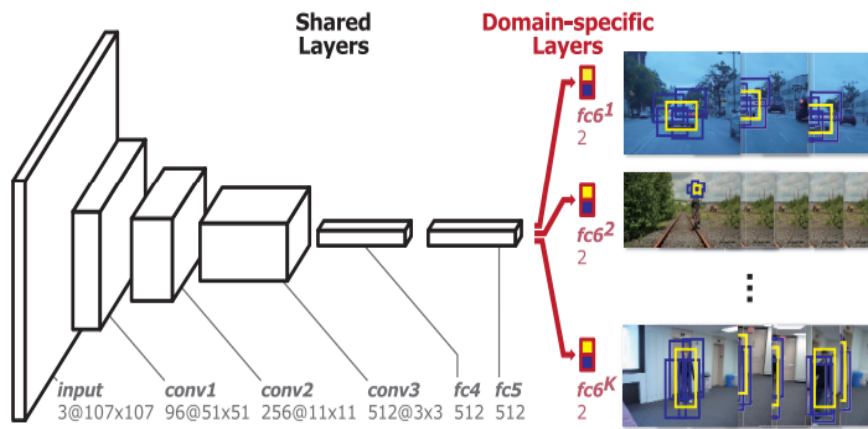 Shared
Layers
Domain-specific
Layers
fc6¹
2
fc6²
2
fc6ᴷ
2
input
3@107x107
conv1
96@51x51
conv2
256@11x11
conv3
512@3x3
fc4
512
fc5
512